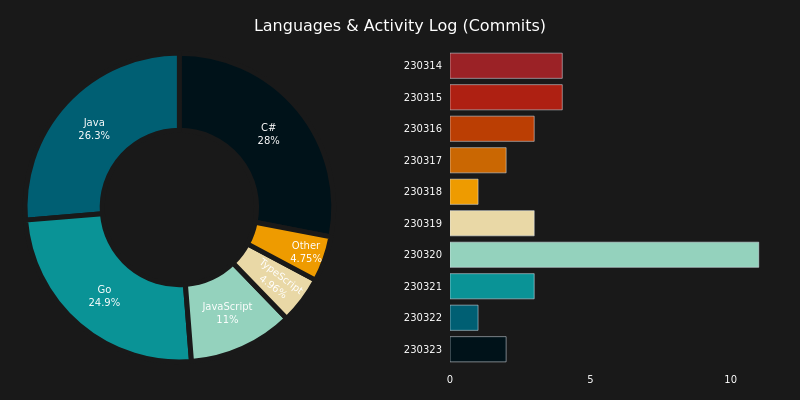 Languages & Activity Log (Commits)
Java
26.3%
C#
28%
Other
4.75%
TypeScript
4.96%
JavaScript
11%
Go
24.9%
230314
230315
230316
230317
230318
230319
230320
230321
230322
230323
0 5 10